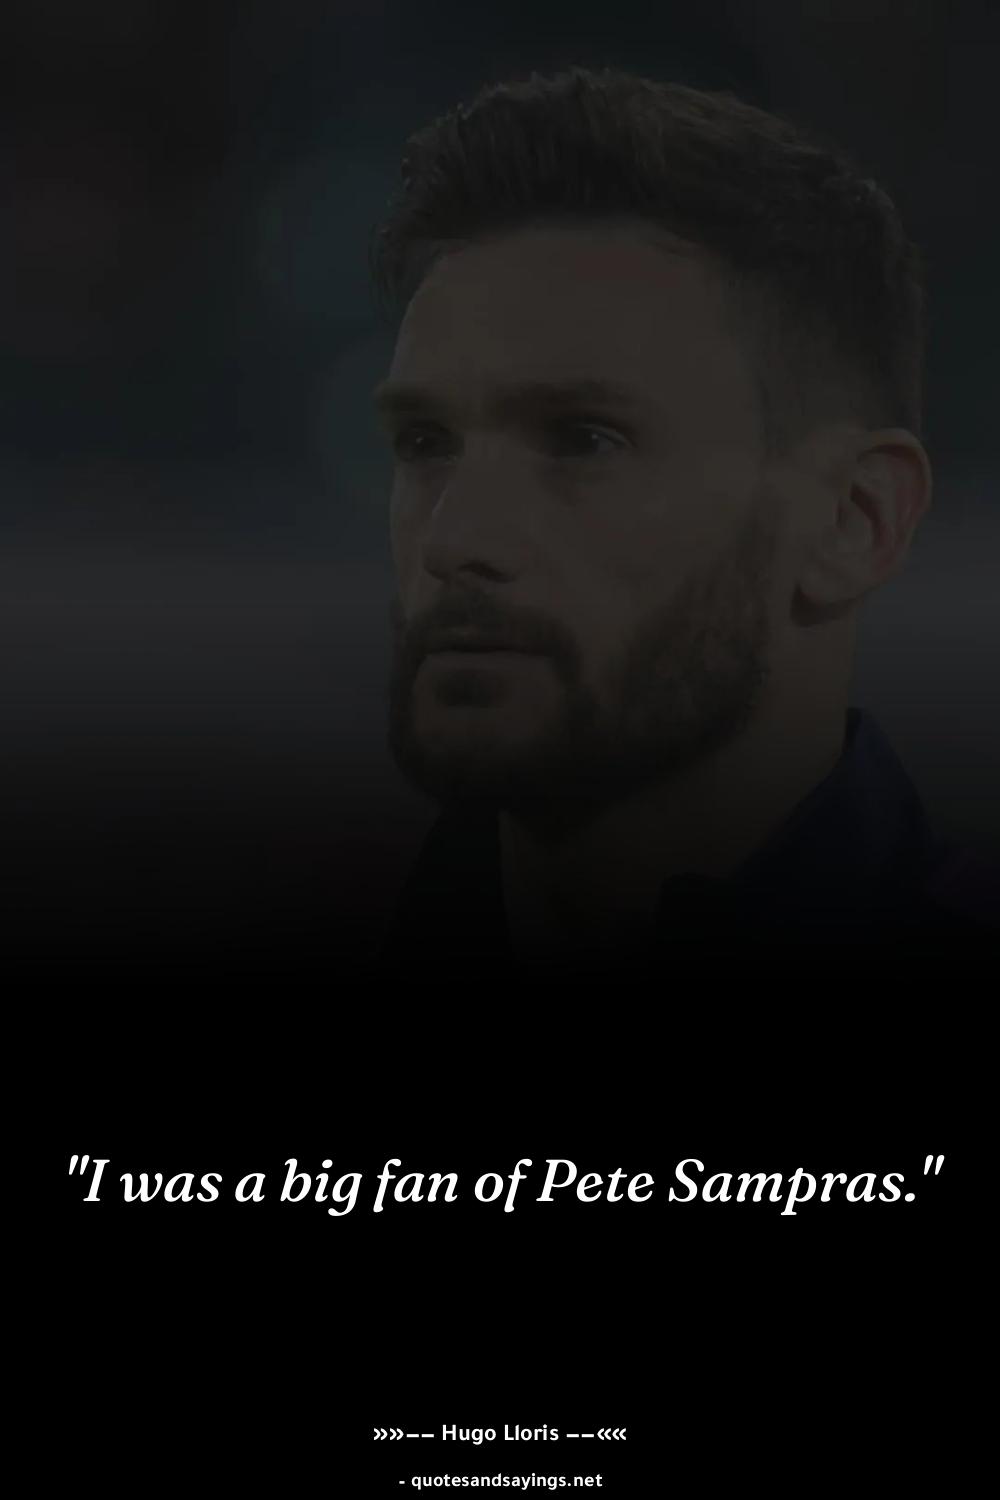 "I was a big fan of Pete Sampras."
»»–– Hugo Lloris ––««
- quotesandsayings.net